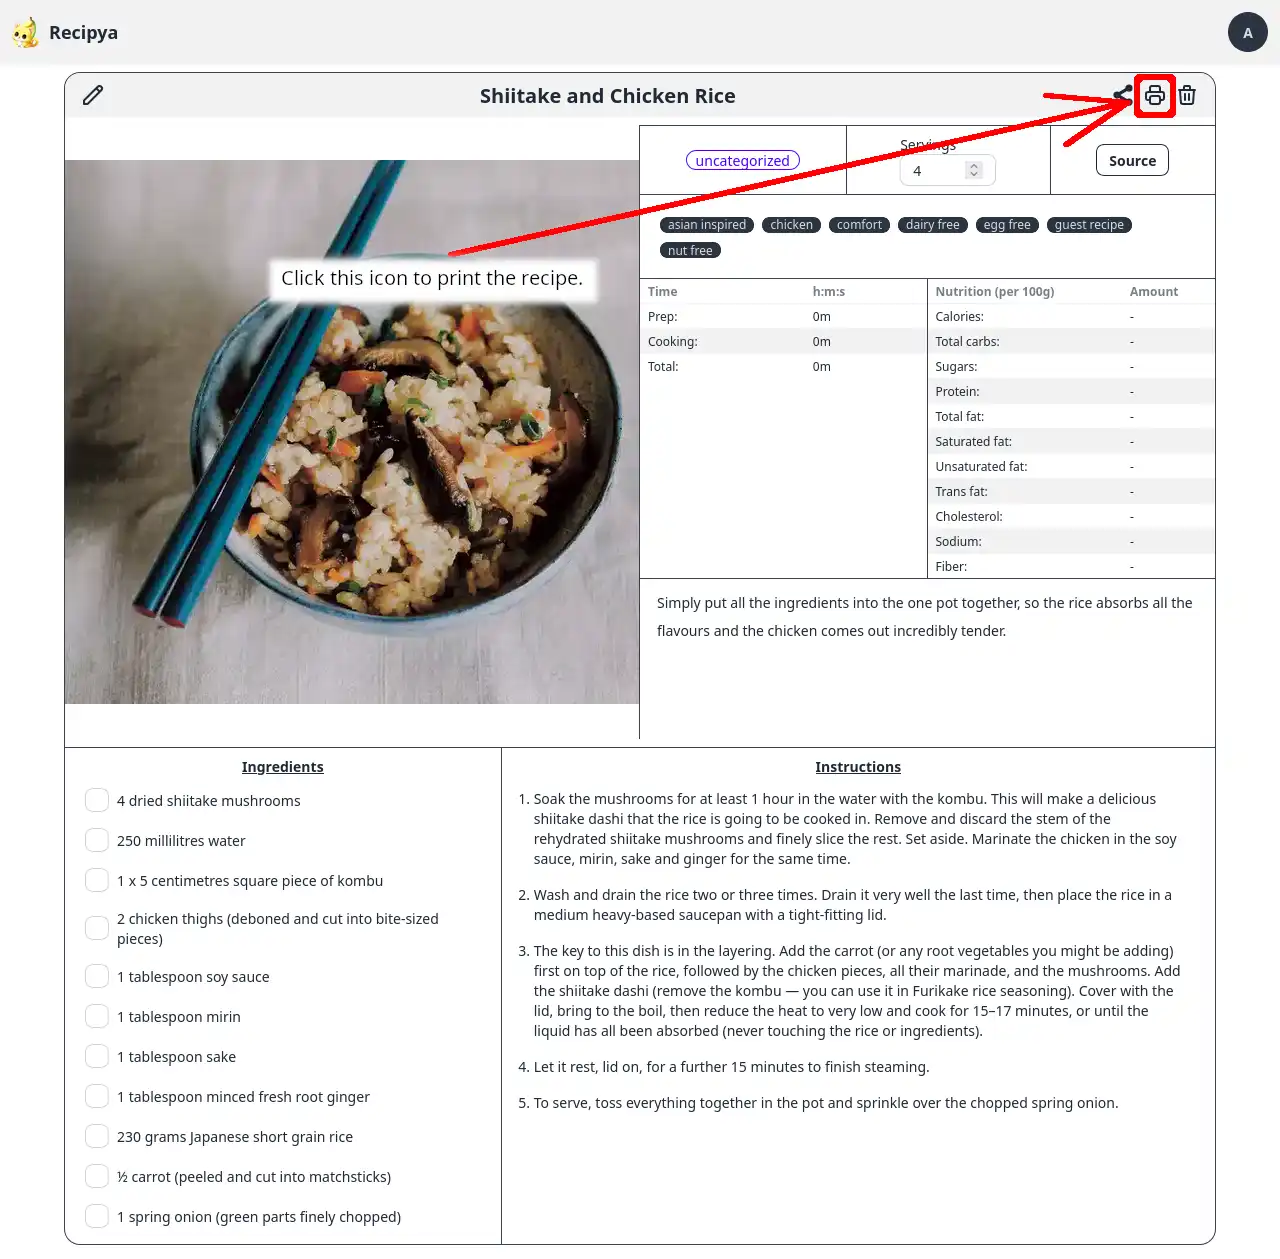 Recipya
A
Shiitake and Chicken Rice
uncategorized
Servings
4
Source
asian inspired
chicken
comfort
dairy free
egg free
guest recipe
nut free
Click this icon to print the recipe.
Time h:m:s
Prep: 0m
Cooking: 0m
Total: 0m
Nutrition (per 100g) Amount
Calories: -
Total carbs: -
Sugars: -
Protein: -
Total fat: -
Saturated fat: -
Unsaturated fat: -
Trans fat: -
Cholesterol: -
Sodium: -
Fiber: -
Simply put all the ingredients into the one pot together, so the rice absorbs all the
flavours and the chicken comes out incredibly tender.
Ingredients
4 dried shiitake mushrooms
250 millilitres water
1 x 5 centimetres square piece of kombu
2 chicken thighs (deboned and cut into bite-sized
pieces)
1 tablespoon soy sauce
1 tablespoon mirin
1 tablespoon sake
1 tablespoon minced fresh root ginger
230 grams Japanese short grain rice
½ carrot (peeled and cut into matchsticks)
1 spring onion (green parts finely chopped)
Instructions
1. Soak the mushrooms for at least 1 hour in the water with the kombu. This will make a delicious
shiitake dashi that the rice is going to be cooked in. Remove and discard the stem of the
rehydrated shiitake mushrooms and finely slice the rest. Set aside. Marinate the chicken in the soy
sauce, mirin, sake and ginger for the same time.
2. Wash and drain the rice two or three times. Drain it very well the last time, then place the rice in a
medium heavy-based saucepan with a tight-fitting lid.
3. The key to this dish is in the layering. Add the carrot (or any root vegetables you might be adding)
first on top of the rice, followed by the chicken pieces, all their marinade, and the mushrooms. Add
the shiitake dashi (remove the kombu — you can use it in Furikake rice seasoning). Cover with the
lid, bring to the boil, then reduce the heat to very low and cook for 15–17 minutes, or until the
liquid has all been absorbed (never touching the rice or ingredients).
4. Let it rest, lid on, for a further 15 minutes to finish steaming.
5. To serve, toss everything together in the pot and sprinkle over the chopped spring onion.